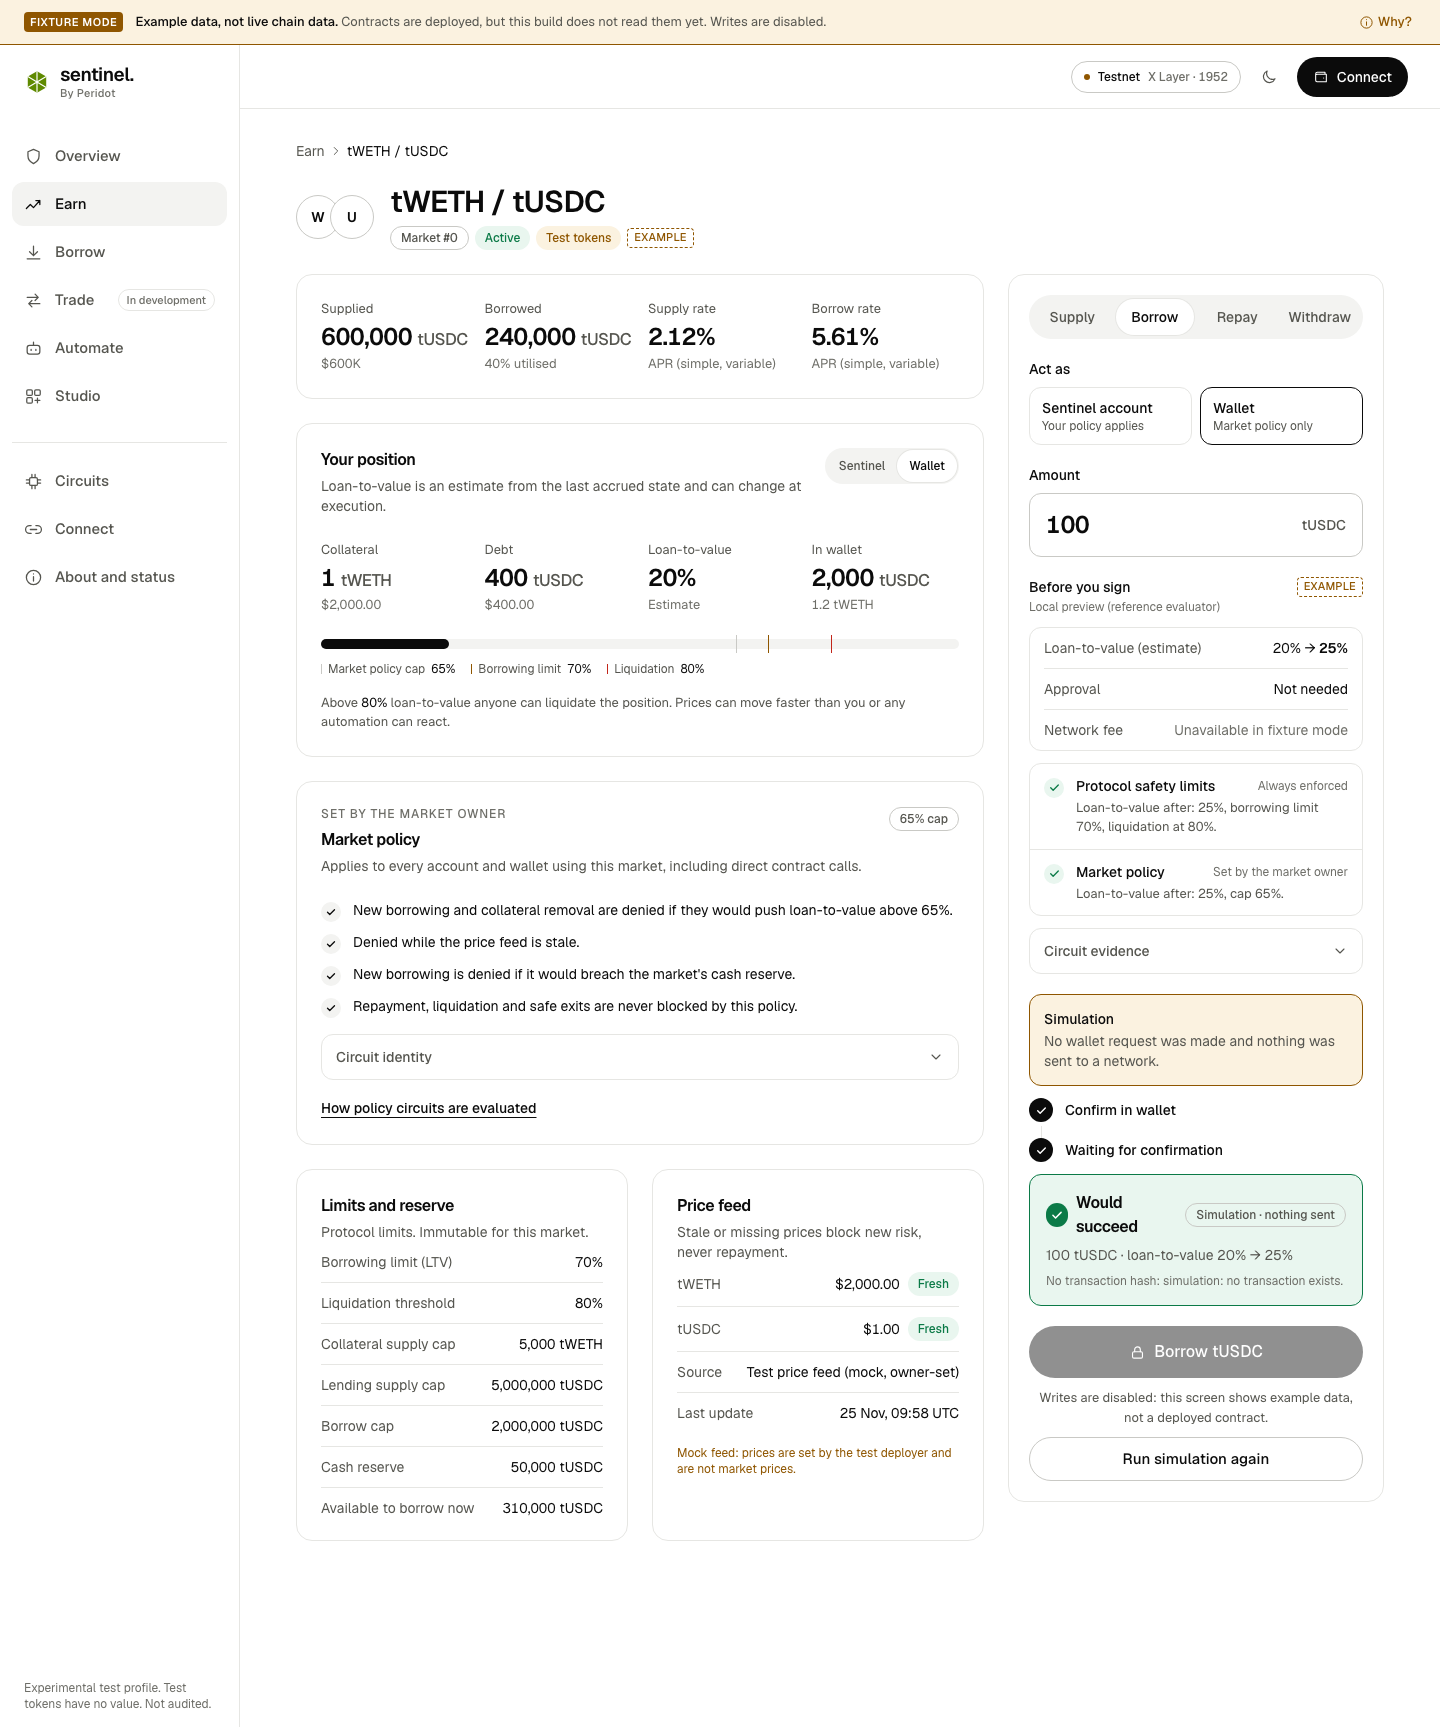 FIXTURE MODE Example data, not live chain data. Contracts are deployed, but this build does not read them yet. Writes are disabled. Why?
sentinel.
By Peridot
Testnet X Layer · 1952
Connect
Overview
Earn
Borrow
Trade In development
Automate
Studio
Circuits
Connect
About and status
Experimental test profile. Test
tokens have no value. Not audited.
Earn > tWETH / tUSDC
W U
tWETH / tUSDC
Market #0 Active Test tokens EXAMPLE
Supplied Borrowed Supply rate Borrow rate
600,000 tUSDC 240,000 tUSDC 2.12% 5.61%
$600K 40% utilised APR (simple, variable) APR (simple, variable)
Your position
Sentinel Wallet
Loan-to-value is an estimate from the last accrued state and can change at
execution.
Collateral Debt Loan-to-value In wallet
1 tWETH 400 tUSDC 20% 2,000 tUSDC
$2,000.00 $400.00 Estimate 1.2 tWETH
Market policy cap 65% Borrowing limit 70% Liquidation 80%
Above 80% loan-to-value anyone can liquidate the position. Prices can move faster than you or any
automation can react.
SET BY THE MARKET OWNER
65% cap
Market policy
Applies to every account and wallet using this market, including direct contract calls.
New borrowing and collateral removal are denied if they would push loan-to-value above 65%.
Denied while the price feed is stale.
New borrowing is denied if it would breach the market's cash reserve.
Repayment, liquidation and safe exits are never blocked by this policy.
Circuit identity
How policy circuits are evaluated
Limits and reserve
Protocol limits. Immutable for this market.
Borrowing limit (LTV) 70%
Liquidation threshold 80%
Collateral supply cap 5,000 tWETH
Lending supply cap 5,000,000 tUSDC
Borrow cap 2,000,000 tUSDC
Cash reserve 50,000 tUSDC
Available to borrow now 310,000 tUSDC
Price feed
Stale or missing prices block new risk,
never repayment.
tWETH $2,000.00 Fresh
tUSDC $1.00 Fresh
Source Test price feed (mock, owner-set)
Last update 25 Nov, 09:58 UTC
Mock feed: prices are set by the test deployer and
are not market prices.
Supply Borrow Repay Withdraw
Act as
Sentinel account
Your policy applies
Wallet
Market policy only
Amount
100 tUSDC
Before you sign EXAMPLE
Local preview (reference evaluator)
Loan-to-value (estimate) 20% → 25%
Approval Not needed
Network fee Unavailable in fixture mode
Protocol safety limits Always enforced
Loan-to-value after: 25%, borrowing limit
70%, liquidation at 80%.
Market policy Set by the market owner
Loan-to-value after: 25%, cap 65%.
Circuit evidence
Simulation
No wallet request was made and nothing was
sent to a network.
Confirm in wallet
Waiting for confirmation
Would
succeed
Simulation · nothing sent
100 tUSDC · loan-to-value 20% → 25%
No transaction hash: simulation: no transaction exists.
Borrow tUSDC
Writes are disabled: this screen shows example data,
not a deployed contract.
Run simulation again